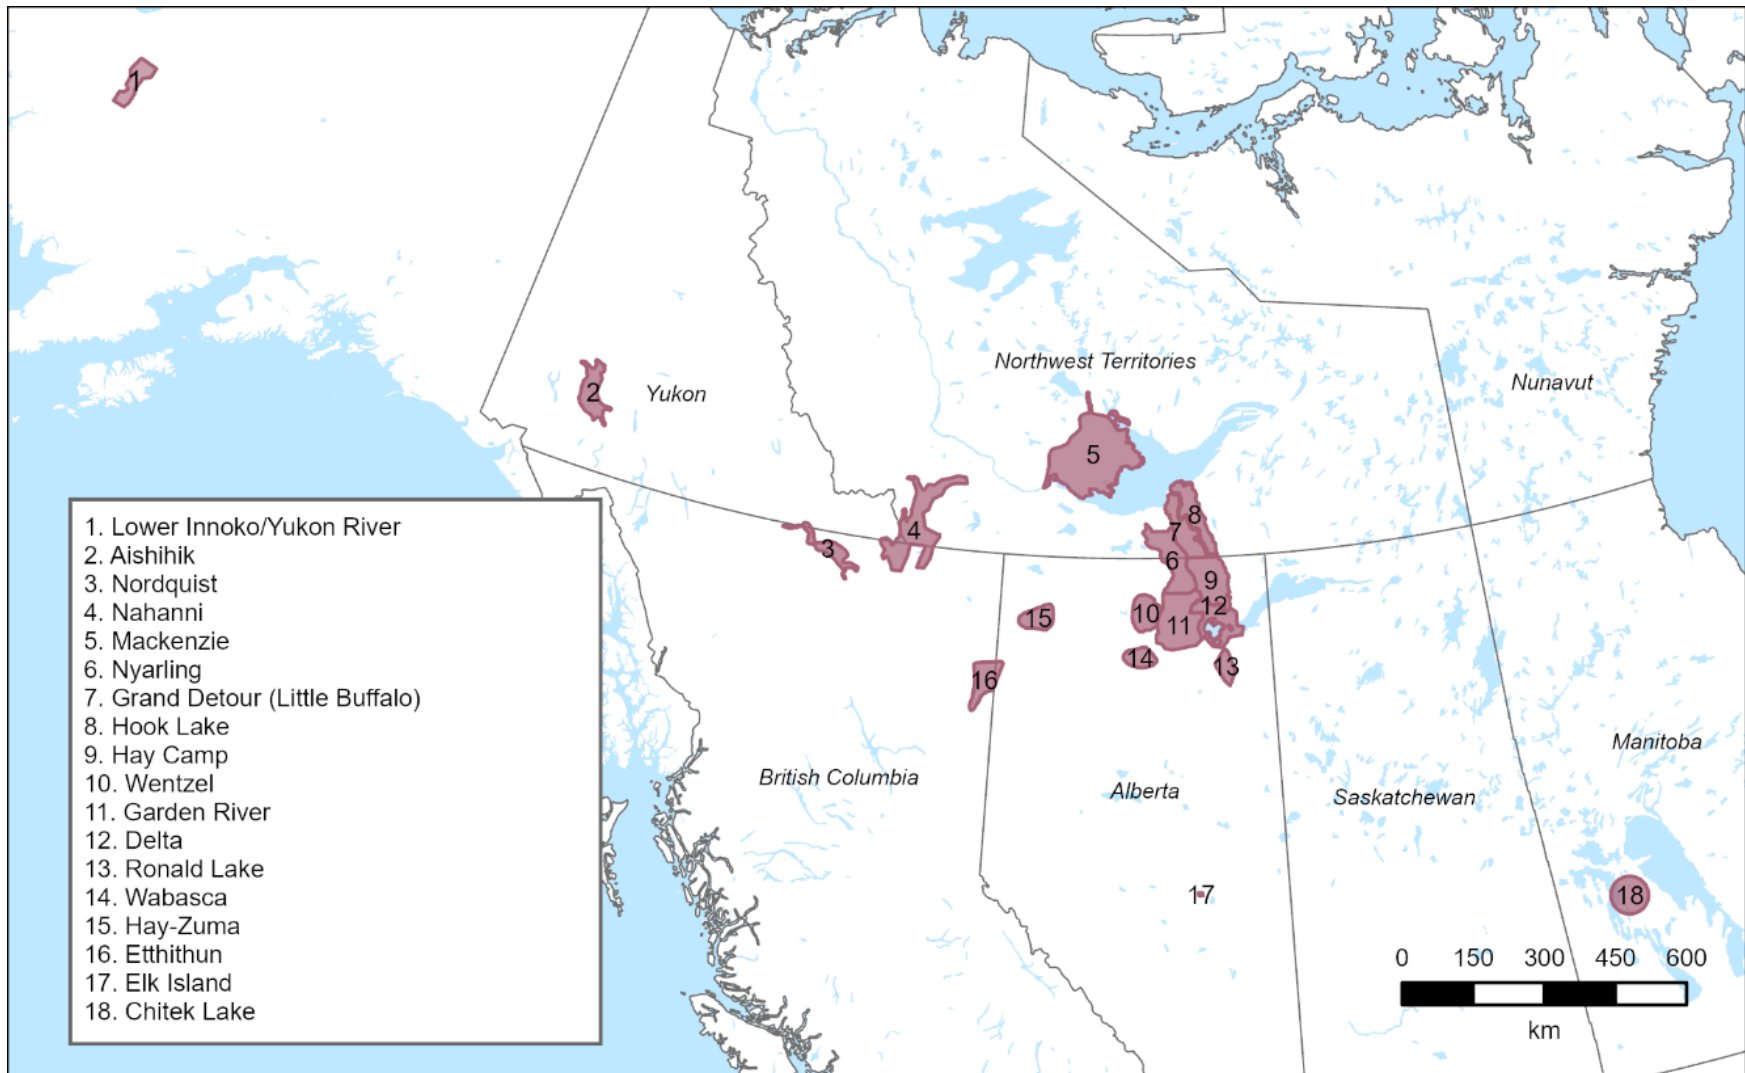 1
Northwest Territories
Nunavut
2
Yukon
5
8
4
7
3
6
9
12
10
11
15
14
13
16
1. Lower Innoko/Yukon River
2. Aishihik
3. Nordquist
4. Nahanni
5. Mackenzie
6. Nyarling
7. Grand Detour (Little Buffalo)
8. Hook Lake
9. Hay Camp
10. Wentzel
11. Garden River
12. Delta
13. Ronald Lake
14. Wabasca
15. Hay-Zuma
16. Etthithun
17. Elk Island
18. Chitek Lake
Manitoba
British Columbia
Alberta
Saskatchewan
17
18
0 150 300 450 600
km